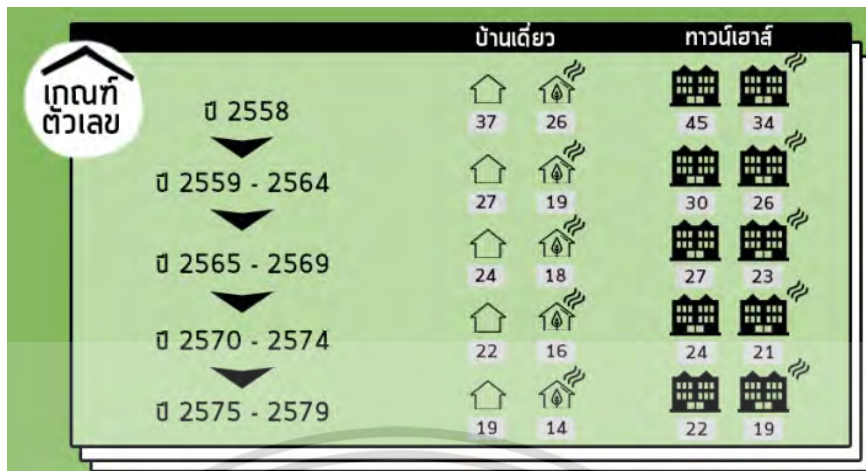 บ้านเดี่ยว ทาวน์เฮาส์
เกณฑ์
ตัวเลข
ปี 2558
37 26 45 34
ปี 2559 - 2564
27 19 30 26
ปี 2565 - 2569
24 18 27 23
ปี 2570 - 2574
22 16 24 21
ปี 2575 - 2579
19 14 22 19